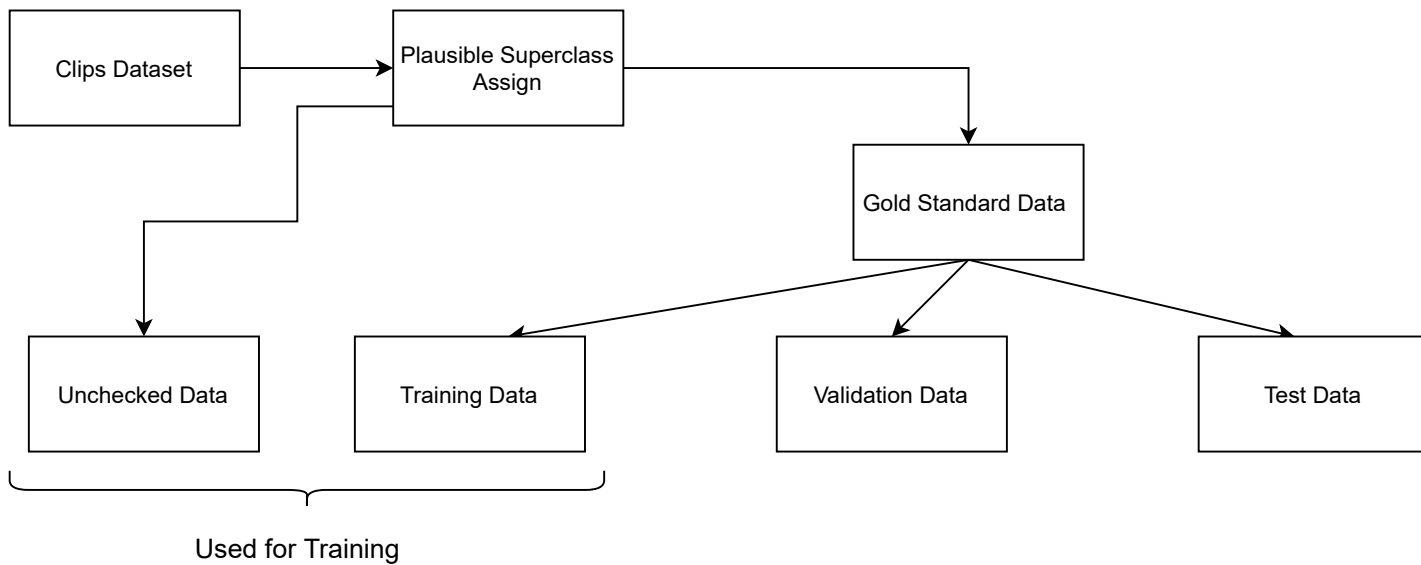 Clips Dataset
Plausible Superclass
Assign
Gold Standard Data
Unchecked Data
Training Data
Validation Data
Test Data
Used for Training